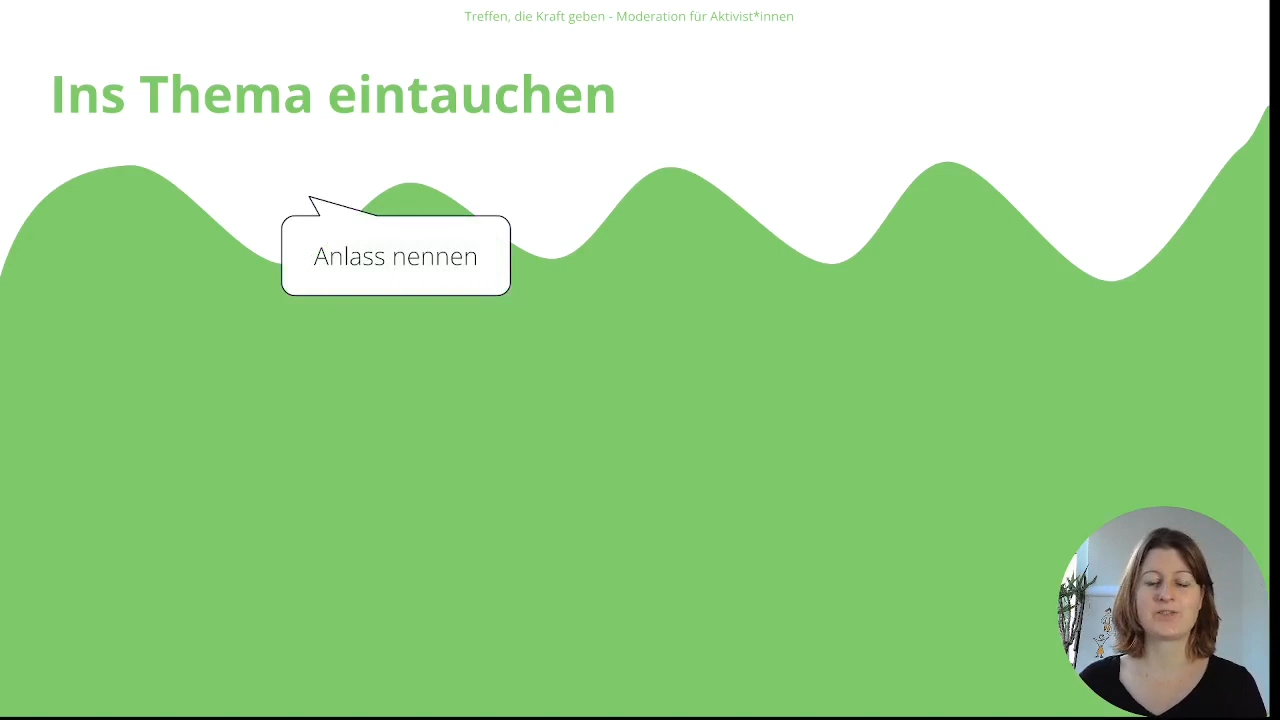 Treffen, die Kraft geben - Moderation für Aktivist*innen
Ins Thema eintauchen
Anlass nennen